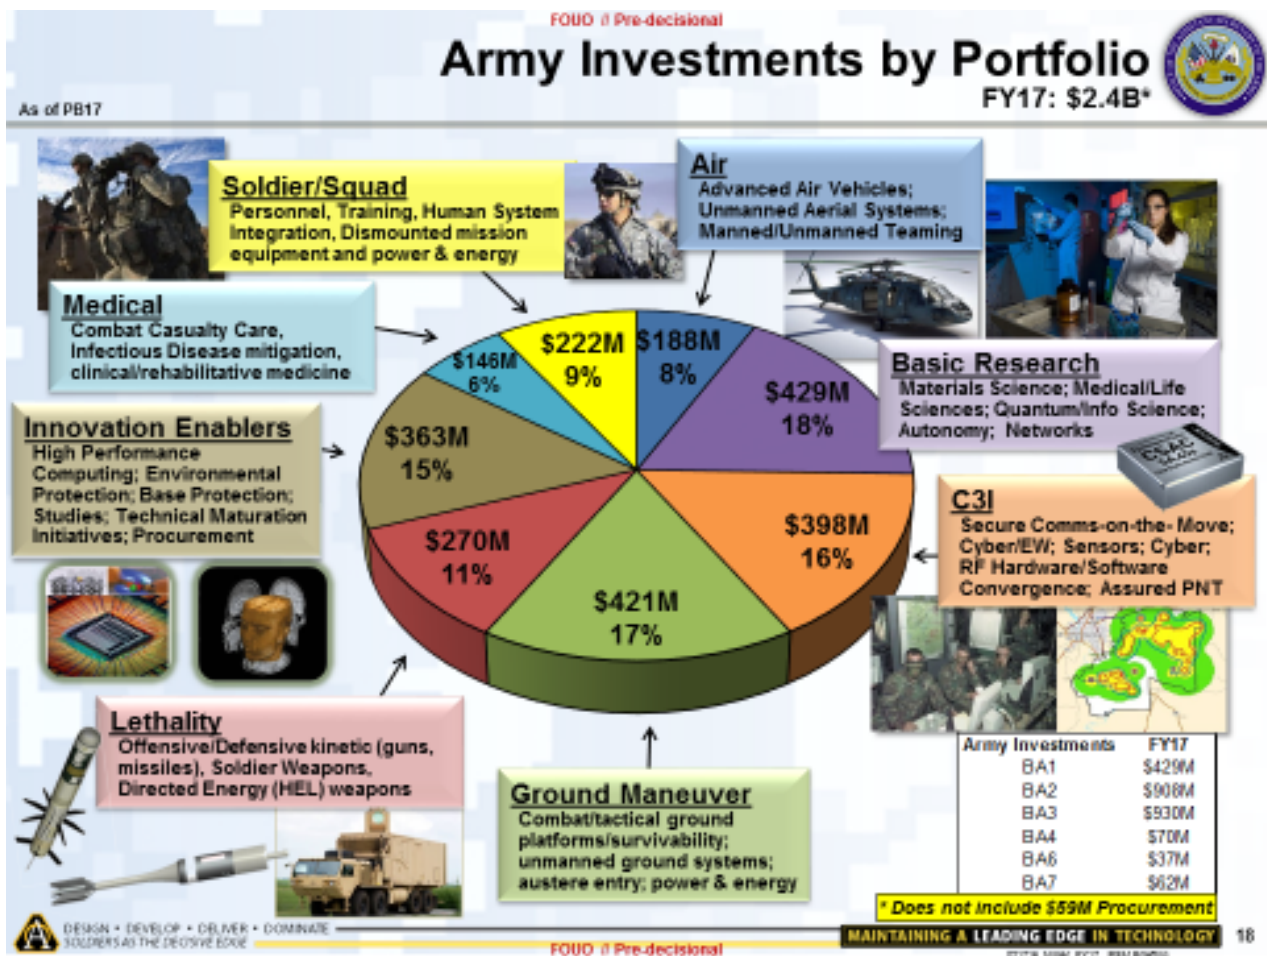 FOUO // Pre-decisional
Army Investments by Portfolio
FY17: $2.4B*
As of PB17
Soldier/Squad
Personnel, Training, Human System
Integration, Dismounted mission
equipment and power & energy
Air
Advanced Air Vehicles;
Unmanned Aerial Systems;
Manned/Unmanned Teaming
Medical
Combat Casualty Care,
Infectious Disease mitigation,
clinical/rehabilitative medicine
Basic Research
Materials Science; Medical/Life
Sciences; Quantum/Info Science;
Autonomy; Networks
Innovation Enablers
High Performance
Computing; Environmental
Protection; Base Protection;
Studies; Technical Maturation
Initiatives; Procurement
C3I
Secure Comms-on-the- Move;
Cyber/EW; Sensors; Cyber;
RF Hardware/Software
Convergence; Assured PNT
CSAC
$146M
6%
$222M
9%
$188M
8%
$429M
18%
$363M
15%
$398M
16%
$270M
11%
$421M
17%
Lethality
Offensive/Defensive kinetic (guns,
missiles), Soldier Weapons,
Directed Energy (HEL) weapons
Ground Maneuver
Combat/tactical ground
platforms/survivability;
unmanned ground systems;
austere entry; power & energy
Army Investments FY17
BA1 $429M
BA2 $908M
BA3 $930M
BA4 $70M
BA6 $37M
BA7 $62M
* Does not include $59M Procurement
DESIGN • DEVELOP • DELIVER • DOMINATE
SOLDIERS AS THE DECISIVE EDGE
MAINTAINING A LEADING EDGE IN TECHNOLOGY
18
FOUO // Pre-decisional